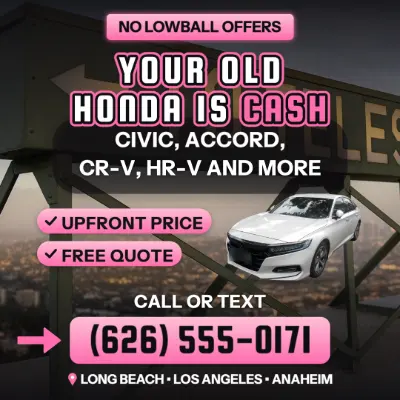 NO LOWBALL OFFERS
YOUR OLD
HONDA IS CASH
CIVIC, ACCORD,
CR-V, HR-V AND MORE
✓ UPFRONT PRICE
✓ FREE QUOTE
CALL OR TEXT
(626) 555-0171
LONG BEACH • LOS ANGELES • ANAHEIM